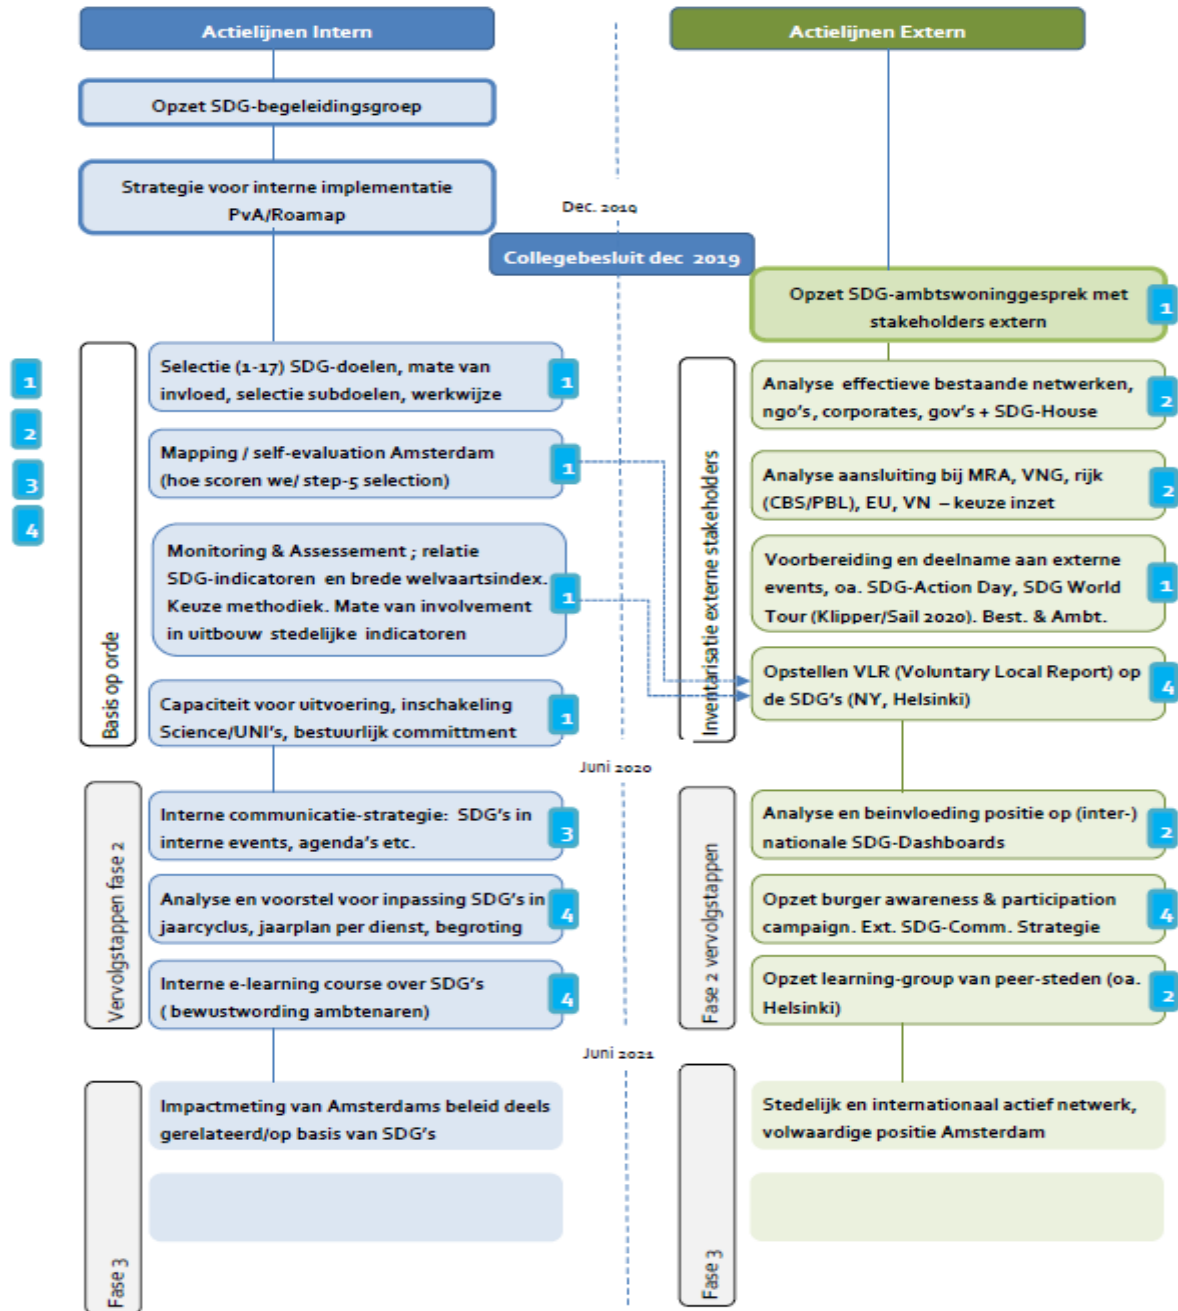 Actielijnen Intern
Actielijnen Extern
Opzet SDG-begeleidingsgroep
Strategie voor interne implementatie
PvA/Roamap
Dec. 2019
Collegebesluit dec 2019
Opzet SDG-ambtswoninggesprek met
stakeholders extern
1
1
2
3
4
Basis op orde
Selectie (1-17) SDG-doelen, mate van
invloed, selectie subdoelen, werkwijze
1
Mapping / self-evaluation Amsterdam
(hoe scoren we/ step-5 selection)
1
Monitoring & Assessement ; relatie
SDG-indicatoren en brede welvaartsindex.
Keuze methodiek. Mate van involvement
in uitbouw stedelijke indicatoren
1
Capaciteit voor uitvoering, inschakeling
Science/UNI's, bestuurlijk committment
1
Inventarisatie externe stakeholders
Analyse effectieve bestaande netwerken,
ngo's, corporates, gov's + SDG-House
2
Analyse aansluiting bij MRA, VNG, rijk
(CBS/PBL), EU, VN – keuze inzet
2
Voorbereiding en deelname aan externe
events, oa. SDG-Action Day, SDG World
Tour (Klipper/Sail 2020). Best. & Ambt.
1
Opstellen VLR (Voluntary Local Report) op
de SDG's (NY, Helsinki)
4
Juni 2020
Vervolgstappen fase 2
Interne communicatie-strategie: SDG's in
interne events, agenda's etc.
3
Analyse en voorstel voor inpassing SDG's in
jaarcyclus, jaarplan per dienst, begroting
4
Interne e-learning course over SDG's
( bewustwording ambtenaren)
4
Fase 2 vervolgstappen
Analyse en beinvloeding positie op (inter-)
nationale SDG-Dashboards
2
Opzet burger awareness & participation
campaign. Ext. SDG-Comm. Strategie
4
Opzet learning-group van peer-steden (oa.
Helsinki)
2
Juni 2021
Fase 3
Impactmeting van Amsterdams beleid deels
gerelateerd/op basis van SDG's
Fase 3
Stedelijk en internationaal actief netwerk,
volwaardige positie Amsterdam